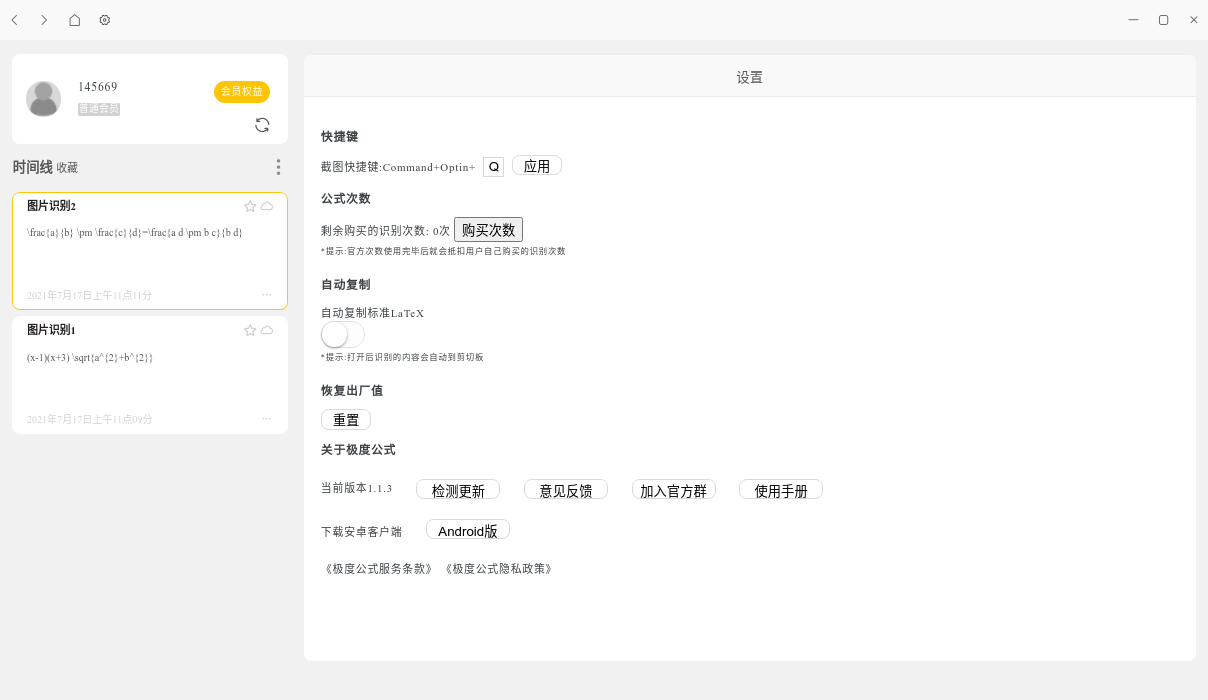 145669
会员权益
普通会员
时间线 收藏
图片识别2
\frac{a}{b} \pm \frac{c}{d}=\frac{a d \pm b c}{b d}
2021年7月17日上午11点11分
图片识别1
(x-1)(x+3) \sqrt{a^{2}+b^{2}}
2021年7月17日上午11点09分
设置
快捷键
截图快捷键:Command+Optin+ Q 应用
公式次数
剩余购买的识别次数: 0次 购买次数
*提示:官方次数使用完毕后就会抵扣用户自己购买的识别次数
自动复制
自动复制标准LaTeX
*提示:打开后识别的内容会自动到剪切板
恢复出厂值
重置
关于极度公式
当前版本1.1.3 检测更新 意见反馈 加入官方群 使用手册
下载安卓客户端 Android版
《极度公式服务条款》 《极度公式隐私政策》